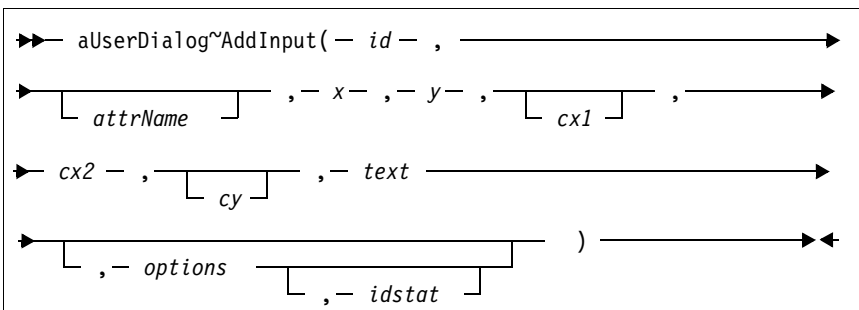 aUserDialog~AddInput( id ,
attrName , x , y , cx1 ,
cx2 , cy , text
, options , idstat )